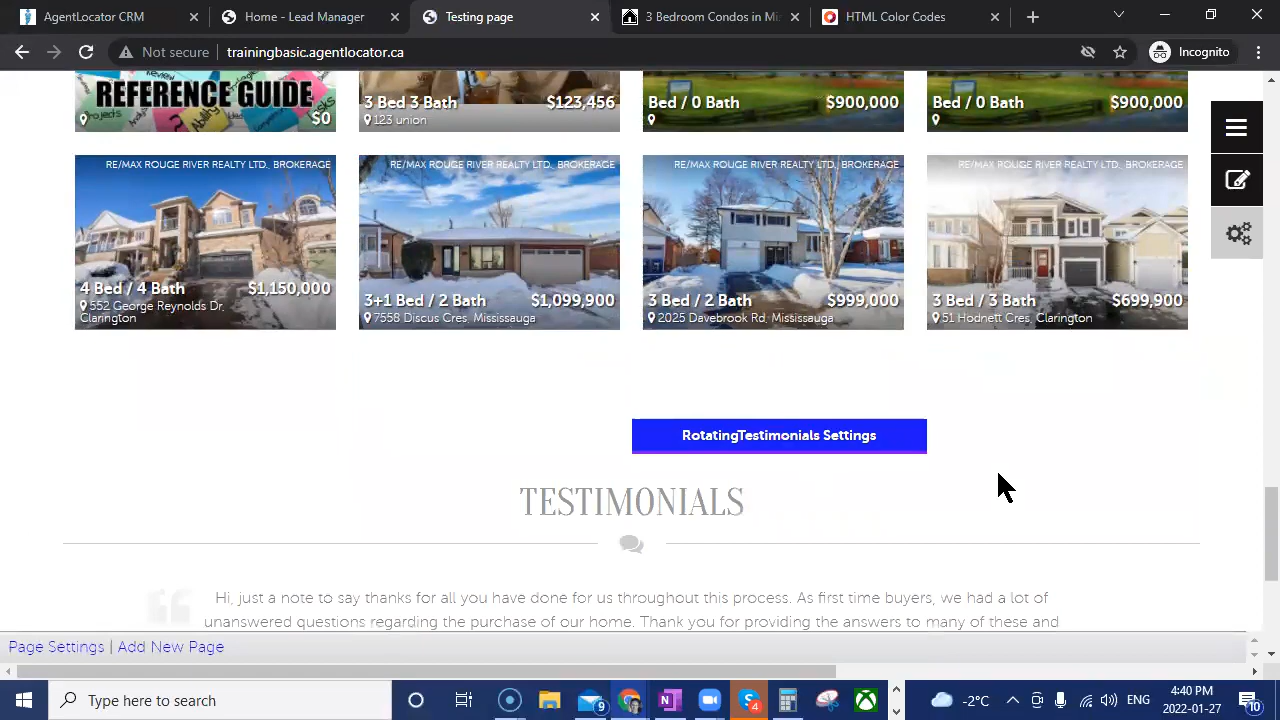 AgentLocator CRM
Home - Lead Manager
Testing page
3 Bedroom Condos in Mi
HTML Color Codes
Not secure
trainingbasic.agentlocator.ca
Incognito
Review
Projects
Ability
REFERENCE GUIDE
$0
3 Bed 3 Bath $123,456
123 union
Bed / 0 Bath $900,000
Bed / 0 Bath $900,000
RE/MAX ROUGE RIVER REALTY LTD., BROKERAGE
4 Bed / 4 Bath $1,150,000
552 George Reynolds Dr,
Clarington
RE/MAX ROUGE RIVER REALTY LTD., BROKERAGE
3+1 Bed / 2 Bath $1,099,900
7558 Discus Cres, Mississauga
RE/MAX ROUGE RIVER REALTY LTD., BROKERAGE
3 Bed / 2 Bath $999,000
2025 Davebrook Rd, Mississauga
RE/MAX ROUGE RIVER REALTY LTD., BROKERAGE
3 Bed / 3 Bath $699,900
51 Hodnett Cres, Clarington
RotatingTestimonials Settings
TESTIMONIALS
Hi, just a note to say thanks for all you have done for us throughout this process. As first time buyers, we had a lot of
unanswered questions regarding the purchase of our home. Thank you for providing the answers to many of these and
Page Settings | Add New Page
Type here to search
9
4
-2°C
ENG
4:40 PM
2022-01-27
10